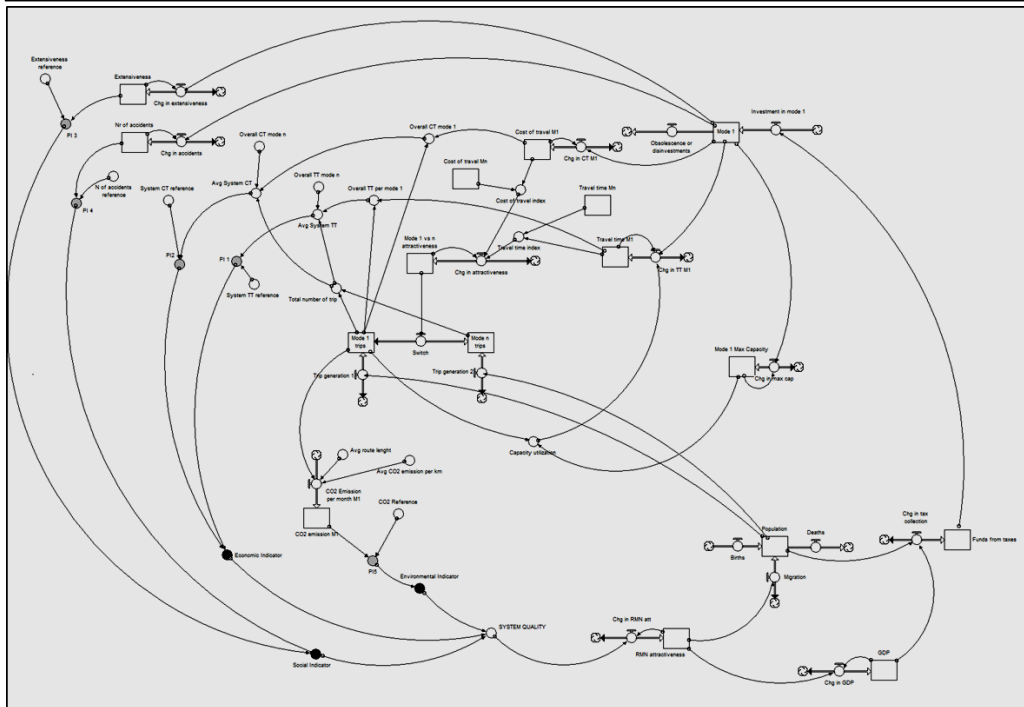 Extensiveness
reference
Extensiveness
Chg in extensiveness
PI 3
Nr of accidents
Chg in accidents
N of accidents
reference
PI 4
System CT reference
PI2
Overall CT mode n
Avg System CT
Overall TT mode n
Avg System TT
PI 1
System TT reference
Overall CT mode 1
Overall TT per mode 1
Cost of travel M1
Chg in CT M1
Cost of travel Mn
Cost of travel index
Travel time Mn
Travel time index
Travel time M1
Chg in TT M1
Mode 1
Obsolescence or
disinvestments
Investment in mode 1
Mode 1 vs n
attractiveness
Chg in attractiveness
Total number of trip
Mode 1
trips
Switch
Mode n
trips
Trip generation 1
Trip generation 2
Mode 1 Max Capacity
Chg in max cap
Capacity utilization
Avg route lenght
Avg CO2 emission per km
CO2 Emission
per month M1
CO2 emission M1
CO2 Reference
PI5
Economic Indicator
Environmental Indicator
Social Indicator
SYSTEM QUALITY
Population
Births
Deaths
Migration
Chg in tax
collection
Funds from taxes
Chg in RMN att
RMN attractiveness
GDP
Chg in GDP